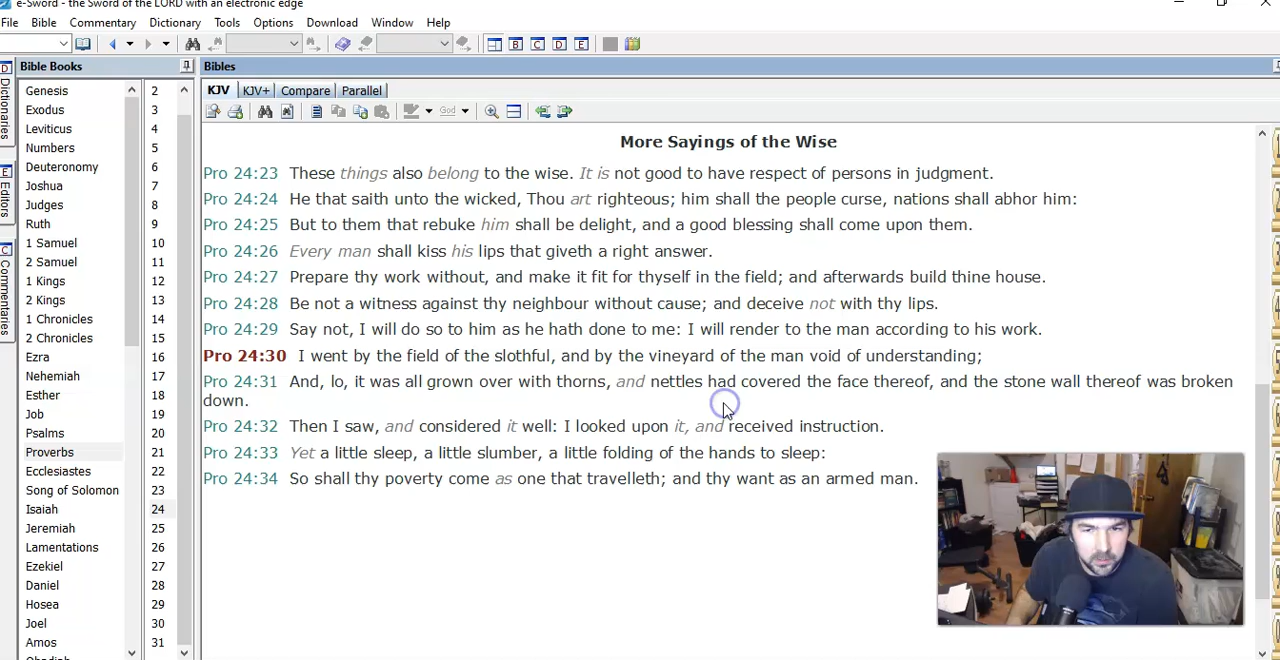 e-Sword - the Sword of the LORD with an electronic edge
File Bible Commentary Dictionary Tools Options Download Window Help
Bible Books
Bibles
KJV KJV+ Compare Parallel
God
Dictionaries
Editors
Commentaries
Genesis
Exodus
Leviticus
Numbers
Deuteronomy
Joshua
Judges
Ruth
1 Samuel
2 Samuel
1 Kings
2 Kings
1 Chronicles
2 Chronicles
Ezra
Nehemiah
Esther
Job
Psalms
Proverbs
Ecclesiastes
Song of Solomon
Isaiah
Jeremiah
Lamentations
Ezekiel
Daniel
Hosea
Joel
Amos
Obadiah
2
3
4
5
6
7
8
9
10
11
12
13
14
15
16
17
18
19
20
21
22
23
24
25
26
27
28
29
30
31
More Sayings of the Wise
Pro 24:23 These things also belong to the wise. It is not good to have respect of persons in judgment.
Pro 24:24 He that saith unto the wicked, Thou art righteous; him shall the people curse, nations shall abhor him:
Pro 24:25 But to them that rebuke him shall be delight, and a good blessing shall come upon them.
Pro 24:26 Every man shall kiss his lips that giveth a right answer.
Pro 24:27 Prepare thy work without, and make it fit for thyself in the field; and afterwards build thine house.
Pro 24:28 Be not a witness against thy neighbour without cause; and deceive not with thy lips.
Pro 24:29 Say not, I will do so to him as he hath done to me: I will render to the man according to his work.
Pro 24:30 I went by the field of the slothful, and by the vineyard of the man void of understanding;
Pro 24:31 And, lo, it was all grown over with thorns, and nettles had covered the face thereof, and the stone wall thereof was broken
down.
Pro 24:32 Then I saw, and considered it well: I looked upon it, and received instruction.
Pro 24:33 Yet a little sleep, a little slumber, a little folding of the hands to sleep:
Pro 24:34 So shall thy poverty come as one that travelleth; and thy want as an armed man.